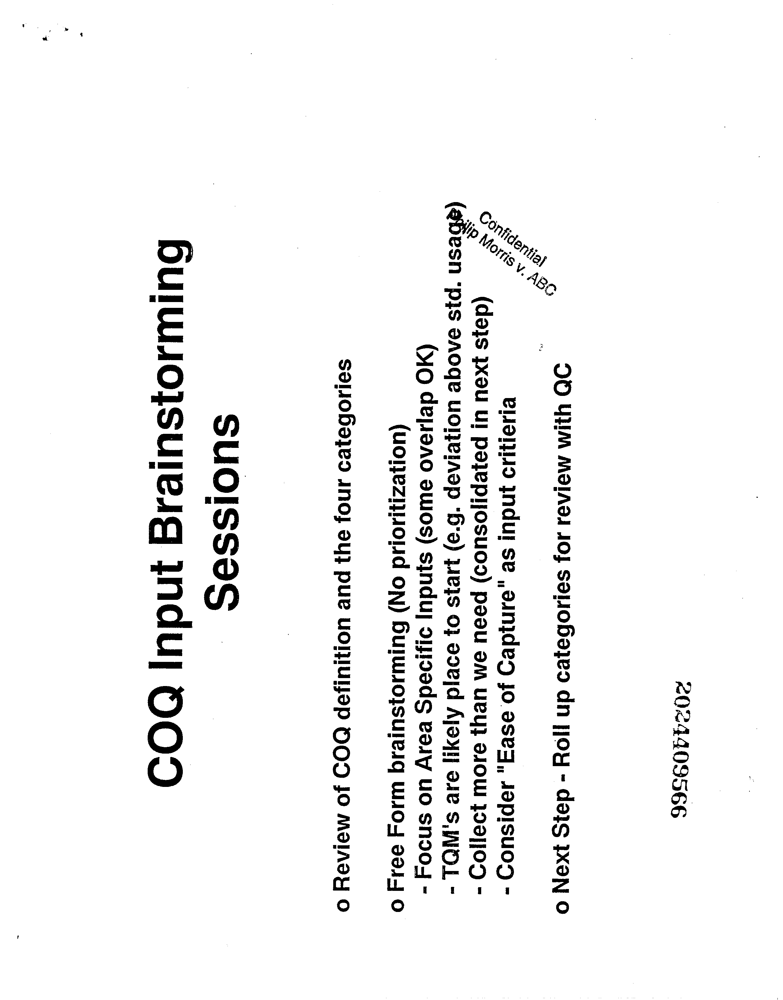 COQ Input Brainstorming
Sessions
o Review of COQ definition and the four categories
o Free Form brainstorming (No prioritization)
- Focus on Area Specific Inputs (some overlap OK)
- TQM's are likely place to start (e.g. deviation above std. usage)
- Collect more than we need (consolidated in next step)
- Consider "Ease of Capture" as input critieria
o Next Step - Roll up categories for review with QC
Confidential
Philip Morris v. ABC
2024409566